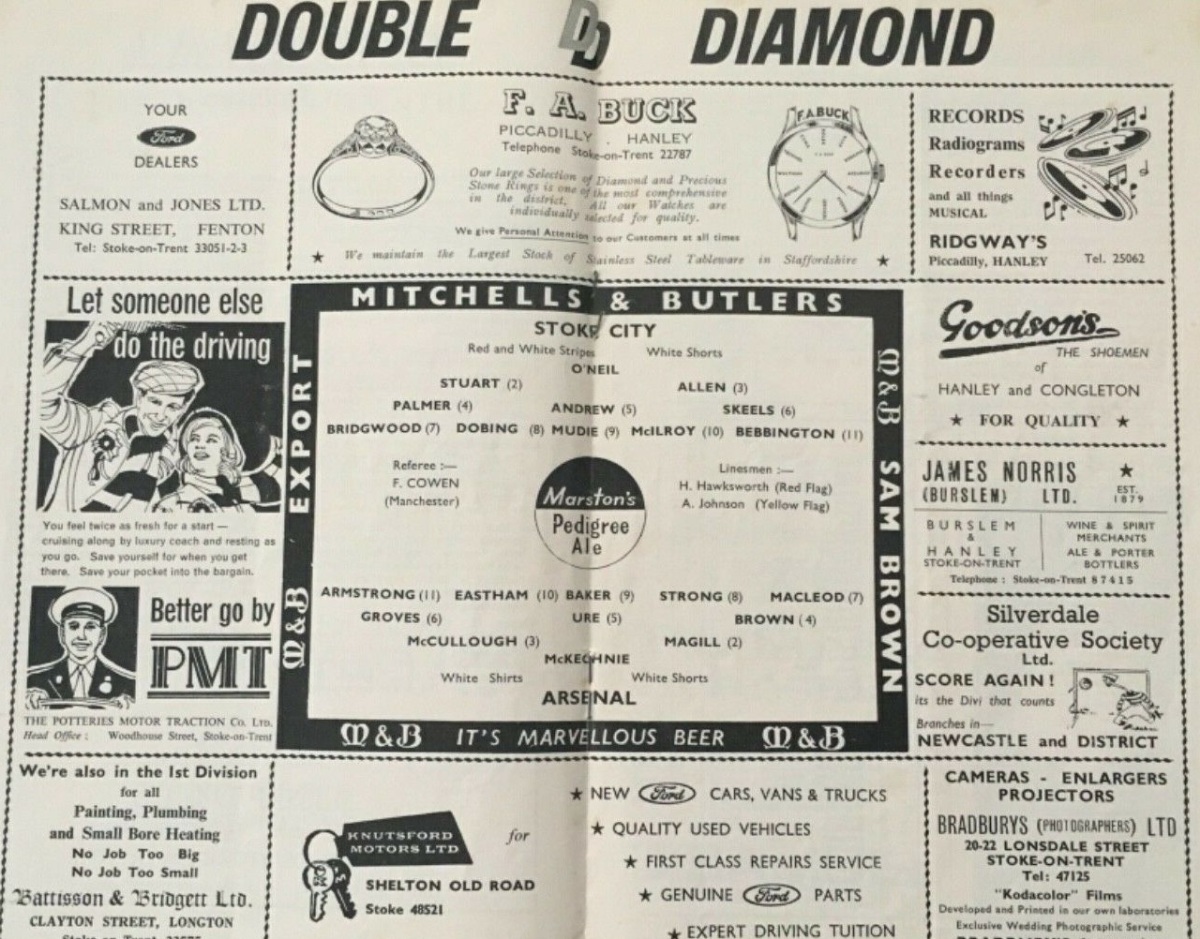 DOUBLE DD DIAMOND
YOUR
Ford
DEALERS
SALMON and JONES LTD.
KING STREET, FENTON
Tel: Stoke-on-Trent 33051-2-3
F. A. BUCK
PICCADILLY . HANLEY
Telephone Stoke-on-Trent 22787
Our large Selection of Diamond and Precious
Stone Rings is one of the most comprehensive
in the district. All our Watches are
individually selected for quality.
We give Personal Attention to our Customers at all times
★ We maintain the Largest Stock of Stainless Steel Tableware in Staffordshire ★
F.A.BUCK
RECORDS
Radiograms
Recorders
and all things
MUSICAL
RIDGWAY'S
Piccadilly, HANLEY Tel. 25062
Let someone else
do the driving
You feel twice as fresh for a start —
cruising along by luxury coach and resting as
you go. Save yourself for when you get
there. Save your pocket into the bargain.
Better go by
PMT
THE POTTERIES MOTOR TRACTION Co. LTD.
Head Office : Woodhouse Street, Stoke-on-Trent
MITCHELLS & BUTLERS
M&B EXPORT
STOKE CITY
Red and White Stripes White Shorts
O'NEIL
STUART (2) ALLEN (3)
PALMER (4) ANDREW (5) SKEELS (6)
BRIDGWOOD (7) DOBING (8) MUDIE (9) McILROY (10) BEBBINGTON (11)
Referee :—
F. COWEN
(Manchester)
Marston's
Pedigree
Ale
Linesmen :—
H. Hawksworth (Red Flag)
A. Johnson (Yellow Flag)
ARMSTRONG (11) EASTHAM (10) BAKER (9) STRONG (8) MACLEOD (7)
GROVES (6) URE (5) BROWN (4)
McCULLOUGH (3) MAGILL (2)
McKECHNIE
White Shirts White Shorts
ARSENAL
M&B SAM BROWN
M&B IT'S MARVELLOUS BEER M&B
Goodson's
THE SHOEMEN
of
HANLEY and CONGLETON
★ FOR QUALITY ★
JAMES NORRIS
(BURSLEM) LTD.
★
EST.
1879
BURSLEM
&
HANLEY
STOKE-ON-TRENT
WINE & SPIRIT
MERCHANTS
ALE & PORTER
BOTTLERS
Telephone : Stoke-on-Trent 87415
Silverdale
Co-operative Society
Ltd.
SCORE AGAIN!
its the Divi that counts
Branches in—
NEWCASTLE and DISTRICT
We're also in the 1st Division
for all
Painting, Plumbing
and Small Bore Heating
No Job Too Big
No Job Too Small
Battisson & Bridgett Ltd.
CLAYTON STREET, LONGTON
KNUTSFORD
MOTORS LTD
for
SHELTON OLD ROAD
Stoke 48521
★ NEW Ford CARS, VANS & TRUCKS
★ QUALITY USED VEHICLES
★ FIRST CLASS REPAIRS SERVICE
★ GENUINE Ford PARTS
★ EXPERT DRIVING TUITION
CAMERAS - ENLARGERS
PROJECTORS
BRADBURYS (PHOTOGRAPHERS) LTD
20-22 LONSDALE STREET
STOKE-ON-TRENT
Tel: 47125
"Kodacolor" Films
Developed and Printed in our own laboratories
Exclusive Wedding Photographic Service